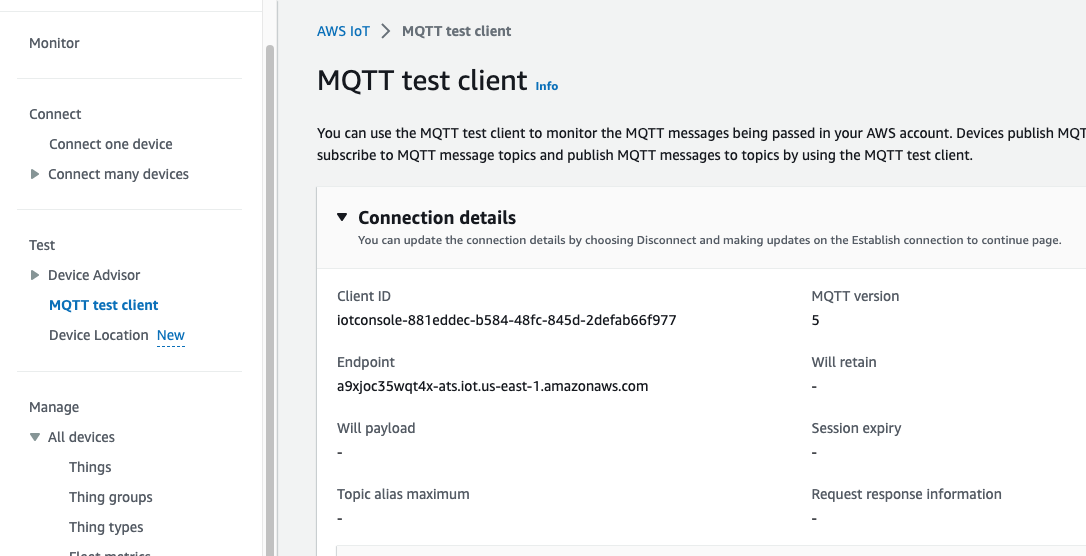 Monitor
Connect
Connect one device
Connect many devices
Test
Device Advisor
MQTT test client
Device Location New
Manage
All devices
Things
Thing groups
Thing types
Fleet metrics
AWS IoT > MQTT test client
MQTT test client Info
You can use the MQTT test client to monitor the MQTT messages being passed in your AWS account. Devices publish MQT
subscribe to MQTT message topics and publish MQTT messages to topics by using the MQTT test client.
Connection details
You can update the connection details by choosing Disconnect and making updates on the Establish connection to continue page.
Client ID
iotconsole-881eddec-b584-48fc-845d-2defab66f977
MQTT version
5
Endpoint
a9xjoc35wqt4x-ats.iot.us-east-1.amazonaws.com
Will retain
-
Will payload
-
Session expiry
-
Topic alias maximum
-
Request response information
-